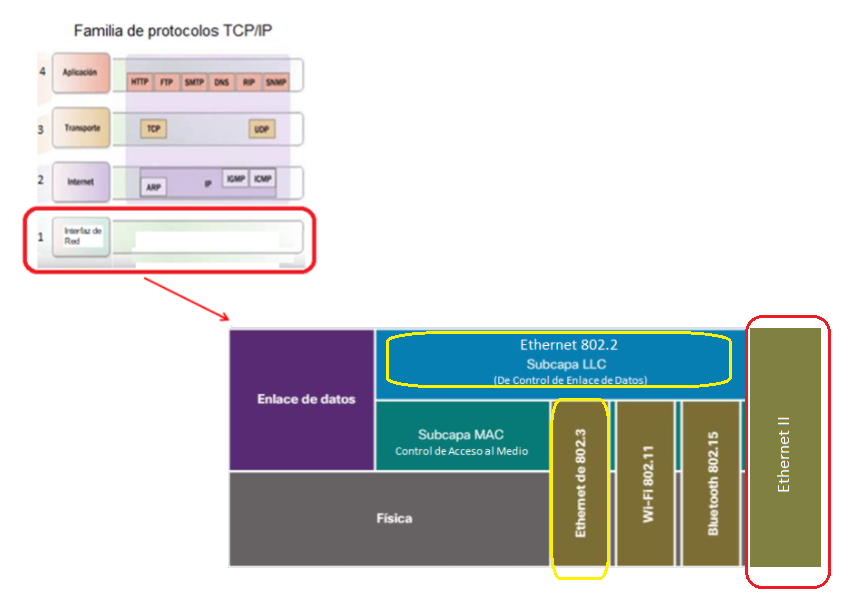 Familia de protocolos TCP/IP
4 Aplicación HTTP FTP SMTP DNS RIP SNMP
3 Transporte TCP UDP
2 Internet ARP IP IGMP ICMP
1 Interfaz de
Red
Enlace de datos
Ethernet 802.2
Subcapa LLC
(De Control de Enlace de Datos)
Subcapa MAC
Control de Acceso al Medio
Física
Ethernet de 802.3
Wi-Fi 802.11
Bluetooth 802.15
Ethernet II